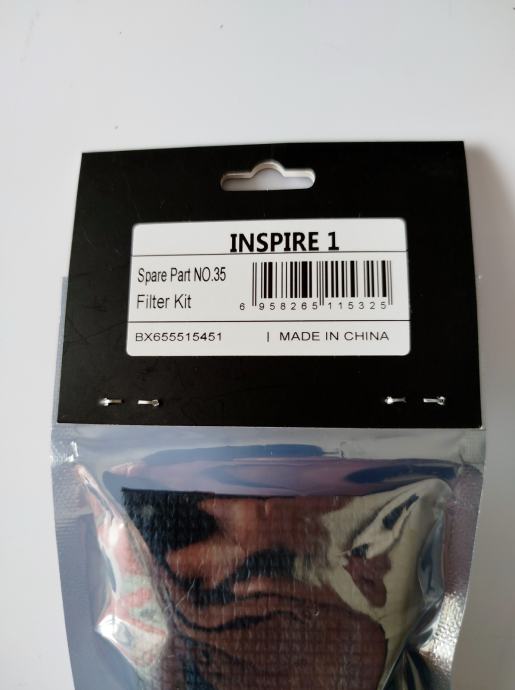 INSPIRE 1
Spare Part NO.35
Filter Kit
6 958265 115325
BX655515451 | MADE IN CHINA